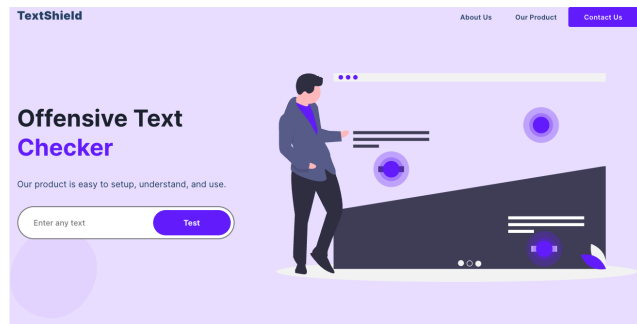 TextShield
About Us
Our Product
Contact Us
Offensive Text
Checker
Our product is easy to setup, understand, and use.
Enter any text
Test